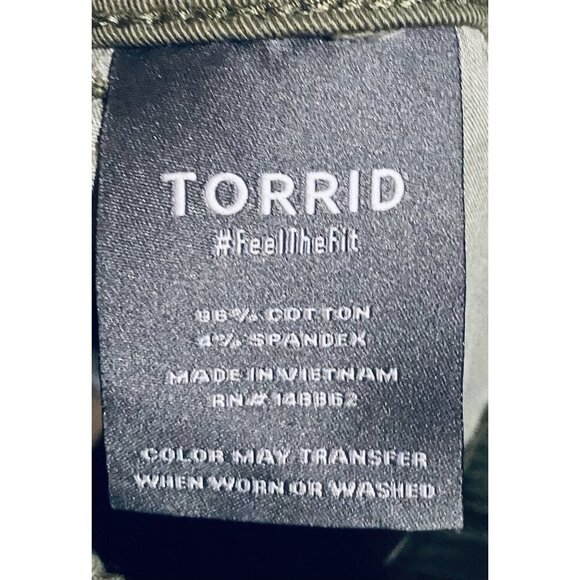 TORRID
#FeelTheFit
96% COTTON
4% SPANDEX
MADE IN VIETNAM
RN# 148862
COLOR MAY TRANSFER
WHEN WORN OR WASHED